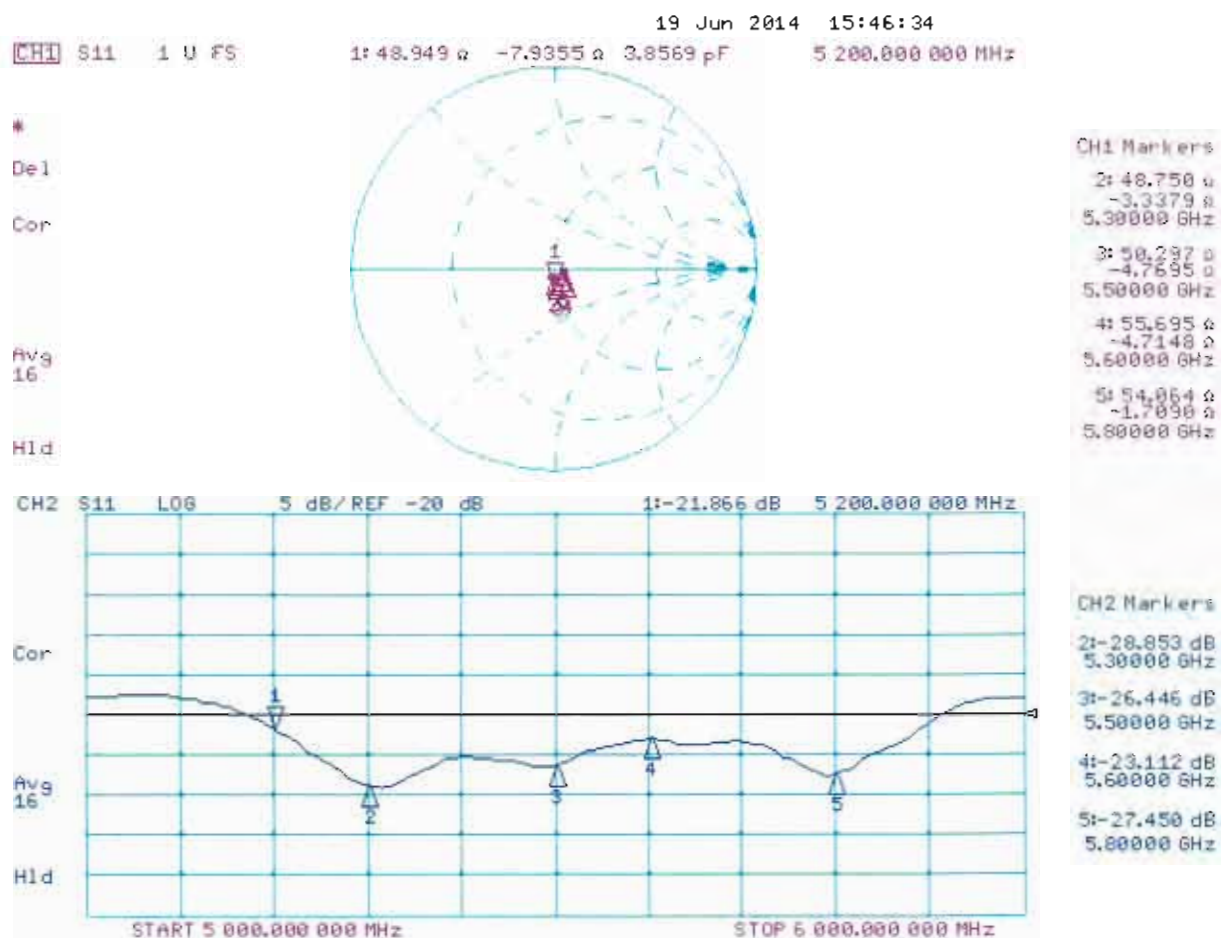 19 Jun 2014 15:46:34
CH1 S11 1 U FS 1: 48.949 Ω -7.9355 Ω 3.8569 pF 5 200.000 000 MHz
*
Del
Cor
Avg
16
Hld
1
CH1 Markers
2: 48.750 Ω
-3.3379 Ω
5.30000 GHz
3: 50.297 Ω
-4.7695 Ω
5.50000 GHz
4: 55.695 Ω
-4.7148 Ω
5.60000 GHz
5: 54.064 Ω
-1.7090 Ω
5.80000 GHz
CH2 S11 LOG 5 dB/ REF -20 dB 1:-21.866 dB 5 200.000 000 MHz
Cor
Avg
16
Hld
1
2
3
4
5
START 5 000.000 000 MHz STOP 6 000.000 000 MHz
CH2 Markers
2:-28.853 dB
5.30000 GHz
3:-26.446 dB
5.50000 GHz
4:-23.112 dB
5.60000 GHz
5:-27.450 dB
5.80000 GHz